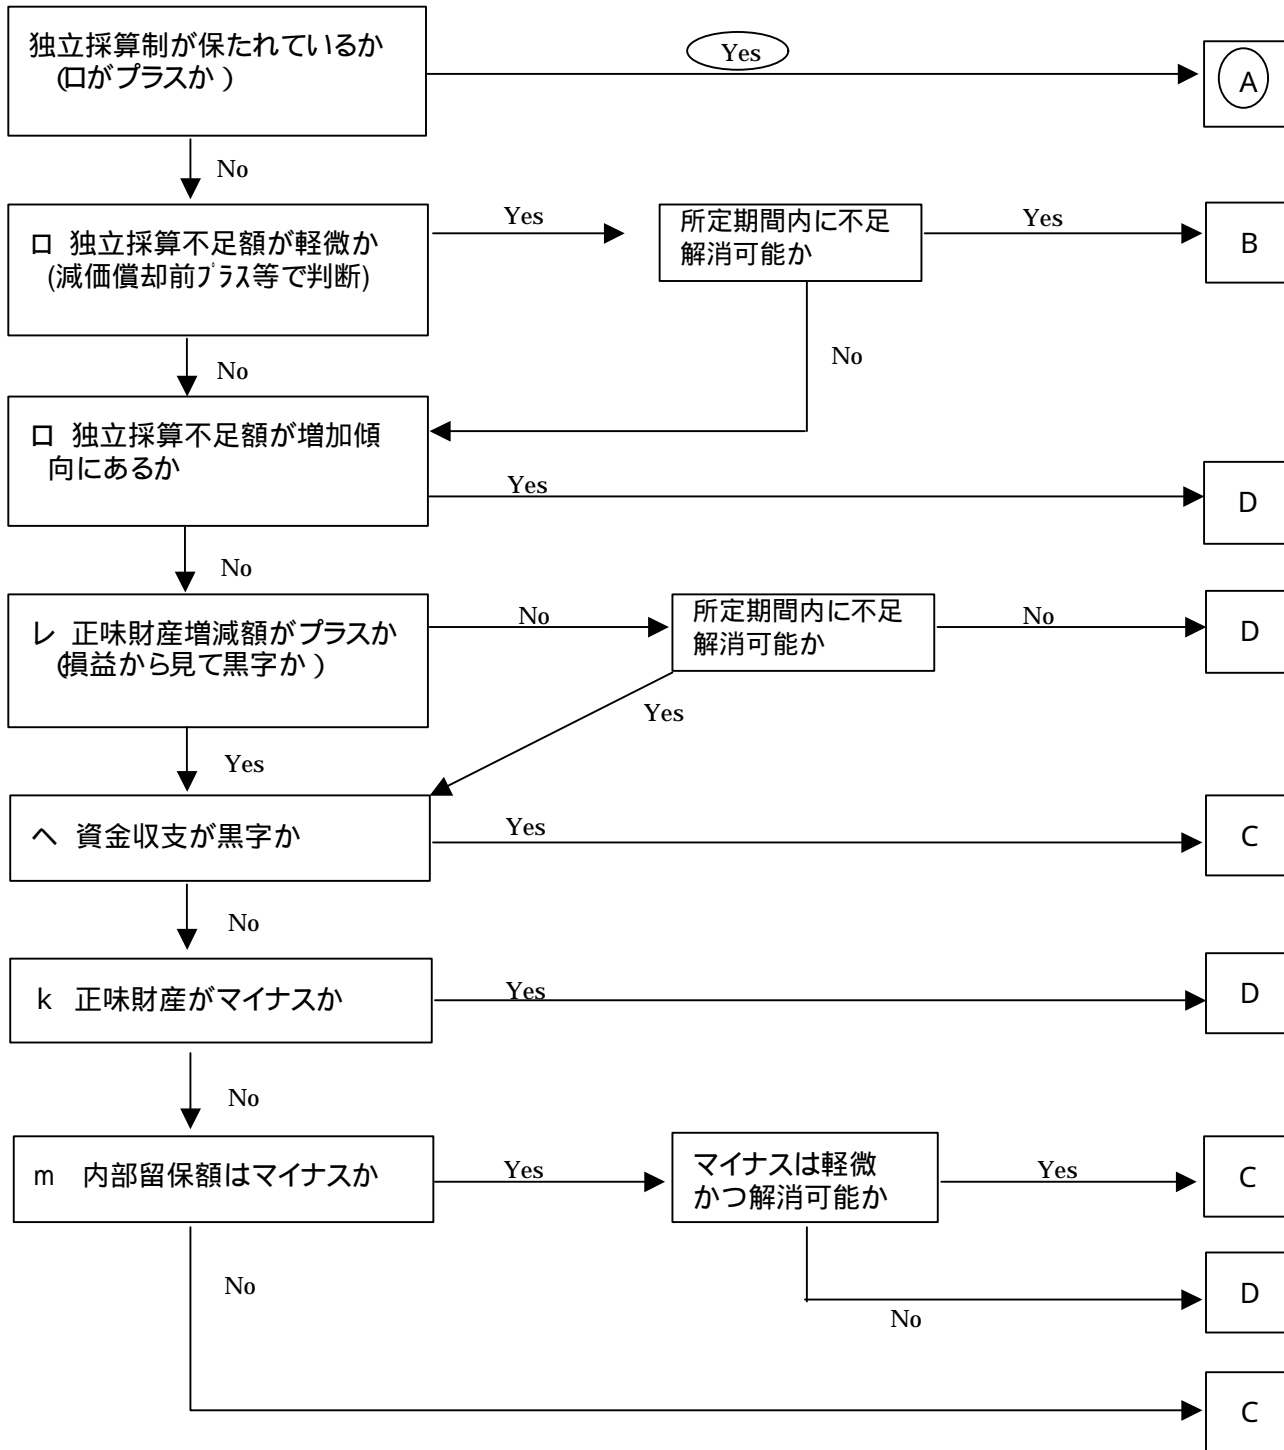 独立採算制が保たれているか
(ロがプラスか)
Yes
A
No
ロ 独立採算不足額が軽微か
(減価償却前プラス等で判断)
Yes
所定期間内に不足
解消可能か
Yes
B
No
No
ロ 独立採算不足額が増加傾
向にあるか
Yes
D
No
レ 正味財産増減額がプラスか
(損益から見て黒字か)
No
所定期間内に不足
解消可能か
No
D
Yes
Yes
ヘ 資金収支が黒字か
Yes
C
No
k 正味財産がマイナスか
Yes
D
No
m 内部留保額はマイナスか
Yes
マイナスは軽微
かつ解消可能か
Yes
C
No
D
No
C